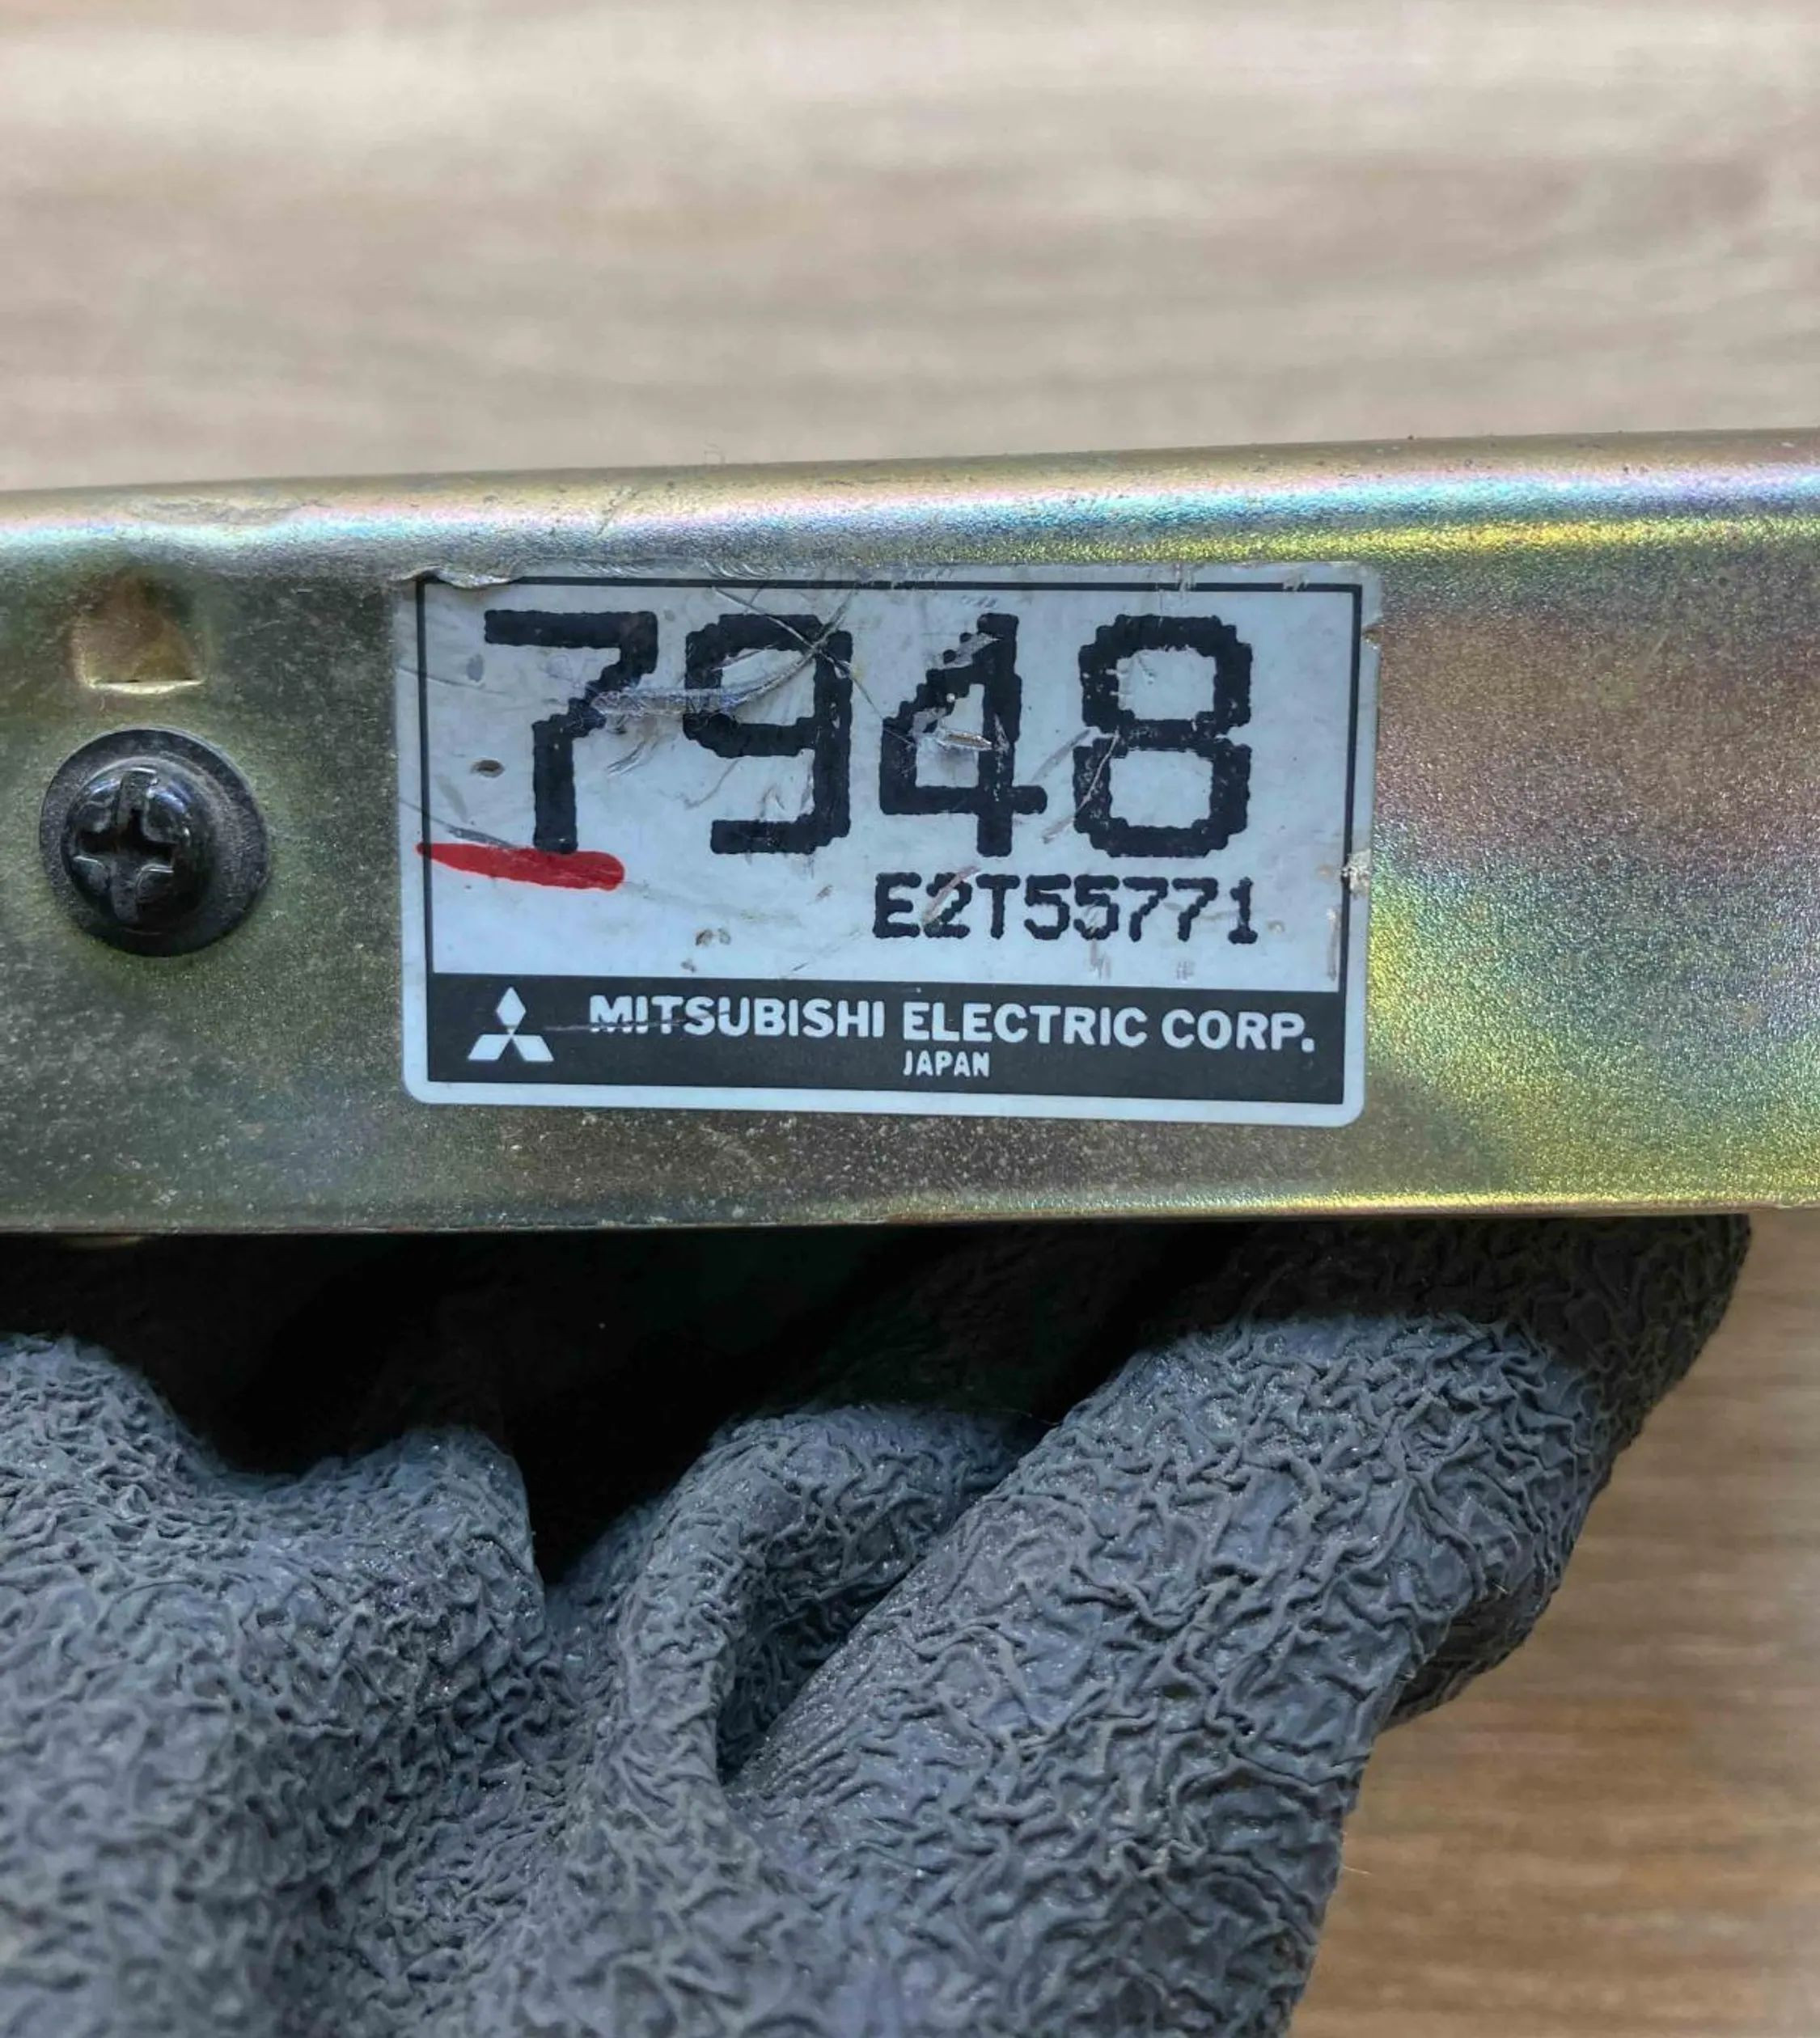 7948
E2T55771
MITSUBISHI ELECTRIC CORP.
JAPAN